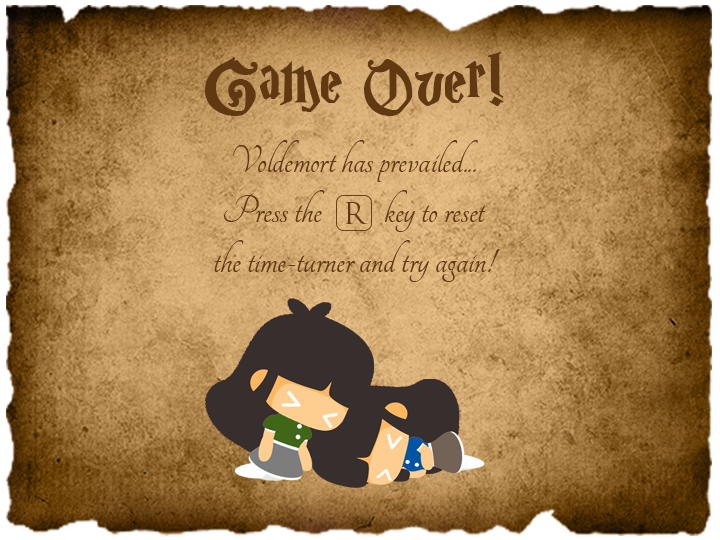 Game Over!
Voldemort has prevailed...
Press the R key to reset
the time-turner and try again!